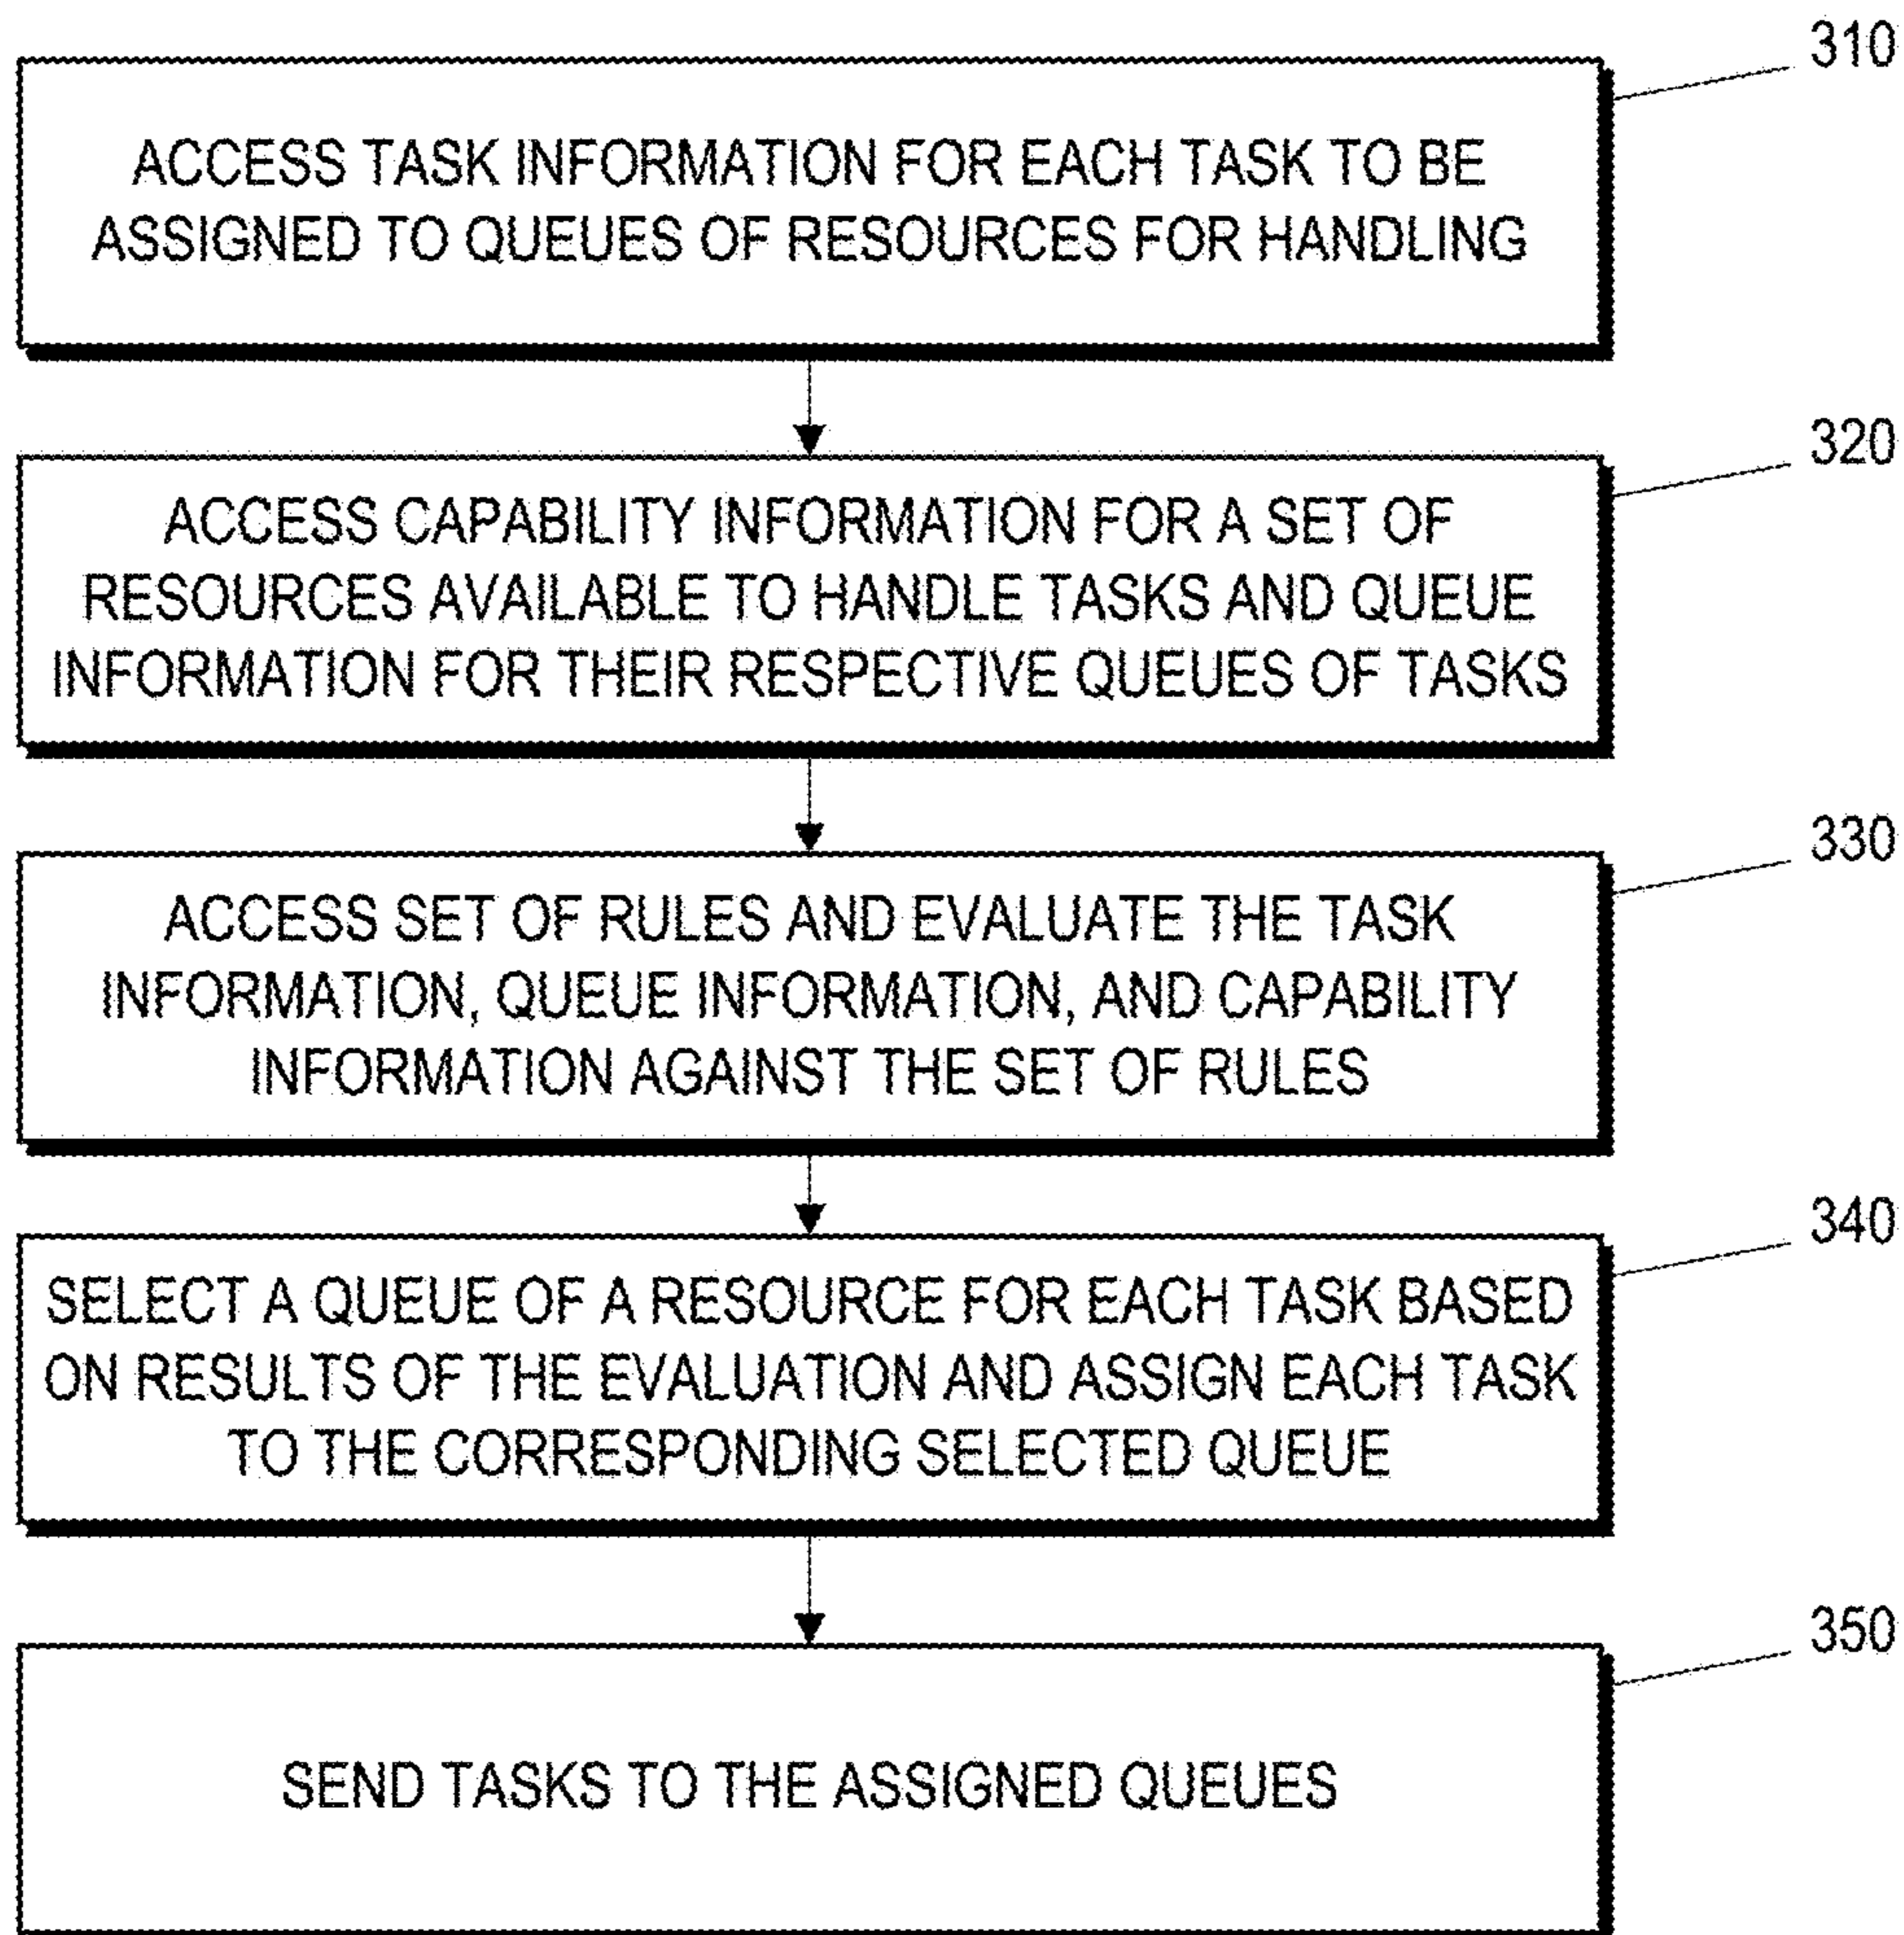 310
ACCESS TASK INFORMATION FOR EACH TASK TO BE
ASSIGNED TO QUEUES OF RESOURCES FOR HANDLING
320
ACCESS CAPABILITY INFORMATION FOR A SET OF
RESOURCES AVAILABLE TO HANDLE TASKS AND QUEUE
INFORMATION FOR THEIR RESPECTIVE QUEUES OF TASKS
330
ACCESS SET OF RULES AND EVALUATE THE TASK
INFORMATION, QUEUE INFORMATION, AND CAPABILITY
INFORMATION AGAINST THE SET OF RULES
340
SELECT A QUEUE OF A RESOURCE FOR EACH TASK BASED
ON RESULTS OF THE EVALUATION AND ASSIGN EACH TASK
TO THE CORRESPONDING SELECTED QUEUE
350
SEND TASKS TO THE ASSIGNED QUEUES